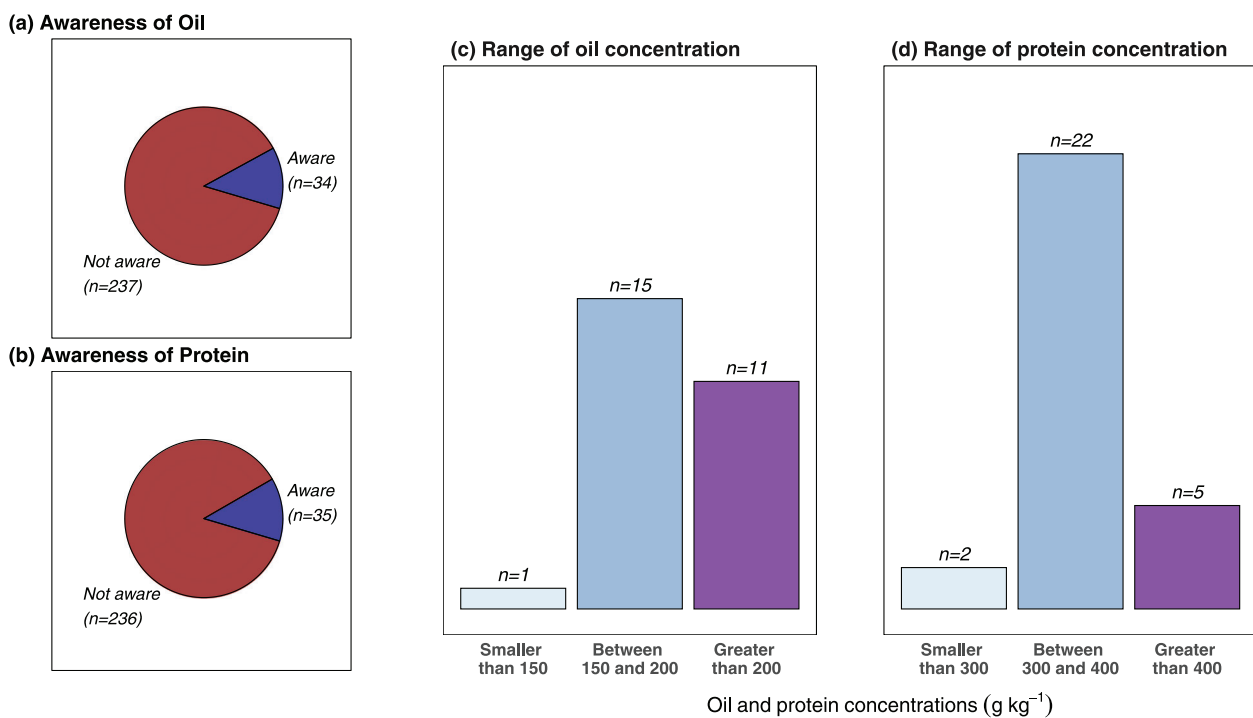 (a) Awareness of Oil
Aware
(n=34)
Not aware
(n=237)
(b) Awareness of Protein
Aware
(n=35)
Not aware
(n=236)
(c) Range of oil concentration
n=1
n=15
n=11
Smaller
than 150
Between
150 and 200
Greater
than 200
(d) Range of protein concentration
n=2
n=22
n=5
Smaller
than 300
Between
300 and 400
Greater
than 400
Oil and protein concentrations (g kg⁻¹)